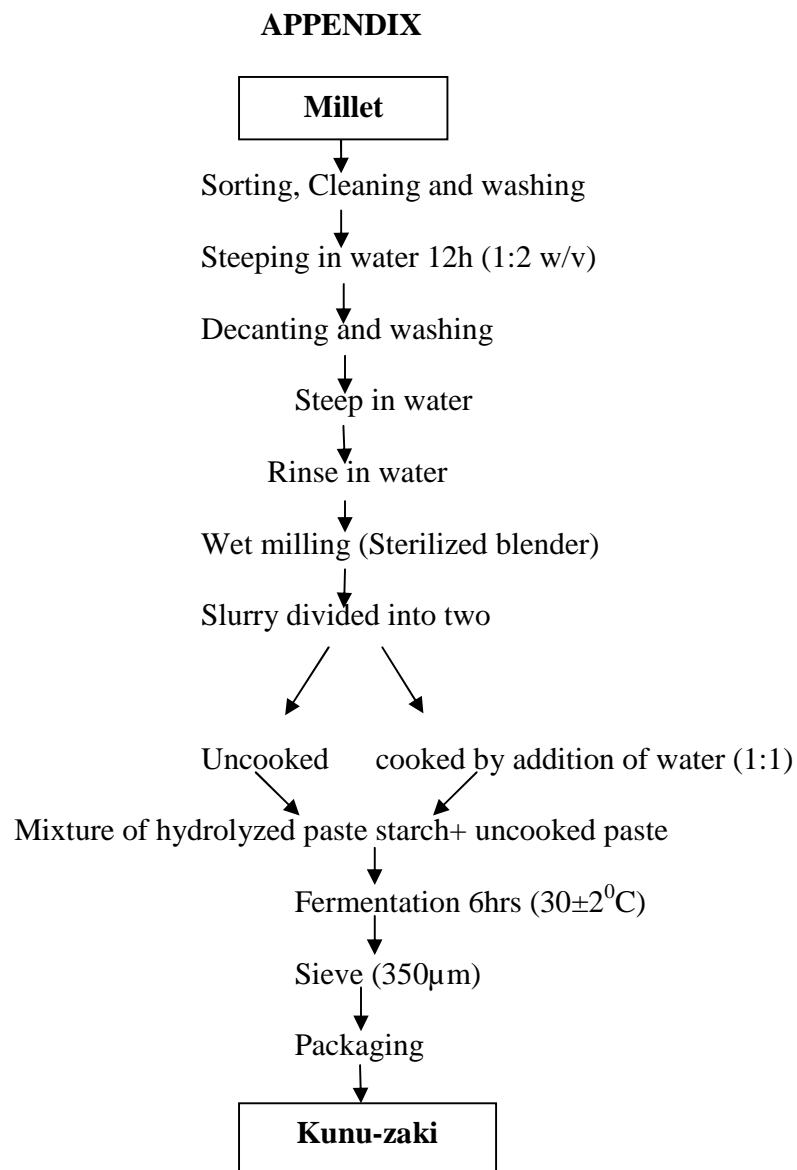 APPENDIX
Millet
Sorting, Cleaning and washing
Steeping in water 12h (1:2 w/v)
Decanting and washing
Steep in water
Rinse in water
Wet milling (Sterilized blender)
Slurry divided into two
Uncooked cooked by addition of water (1:1)
Mixture of hydrolyzed paste starch+ uncooked paste
Fermentation 6hrs (30±2⁰C)
Sieve (350µm)
Packaging
Kunu-zaki